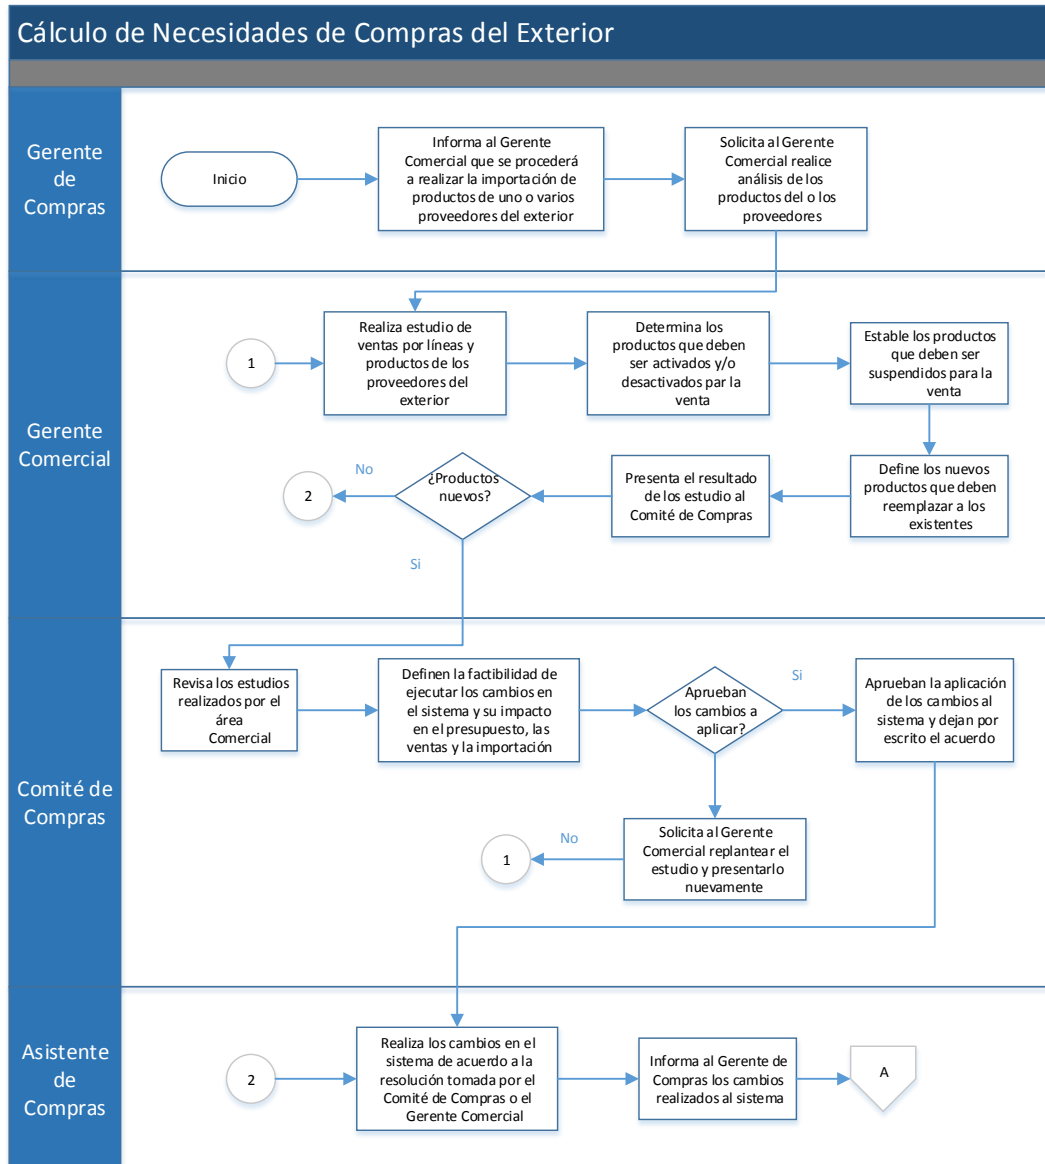 Cálculo de Necesidades de Compras del Exterior
Gerente
de
Compras
Inicio
Informa al Gerente
Comercial que se procederá
a realizar la importación de
productos de uno o varios
proveedores del exterior
Solicita al Gerente
Comercial realice
análisis de los
productos del o los
proveedores
Gerente
Comercial
1
Realiza estudio de
ventas por líneas y
productos de los
proveedores del
exterior
Determina los
productos que deben
ser activados y/o
desactivados par la
venta
Estable los productos
que deben ser
suspendidos para la
venta
Define los nuevos
productos que deben
reemplazar a los
existentes
Presenta el resultado
de los estudio al
Comité de Compras
¿Productos
nuevos?
No
2
Si
Comité de
Compras
Revisa los estudios
realizados por el
área
Comercial
Definen la factibilidad de
ejecutar los cambios en
el sistema y su impacto
en el presupuesto, las
ventas y la importación
Aprueban
los cambios a
aplicar?
Si
Aprueban la aplicación
de los cambios al
sistema y dejan por
escrito el acuerdo
Solicita al Gerente
Comercial replantear el
estudio y presentarlo
nuevamente
No
1
Asistente
de
Compras
2
Realiza los cambios en el
sistema de acuerdo a la
resolución tomada por el
Comité de Compras o el
Gerente Comercial
Informa al Gerente de
Compras los cambios
realizados al sistema
A